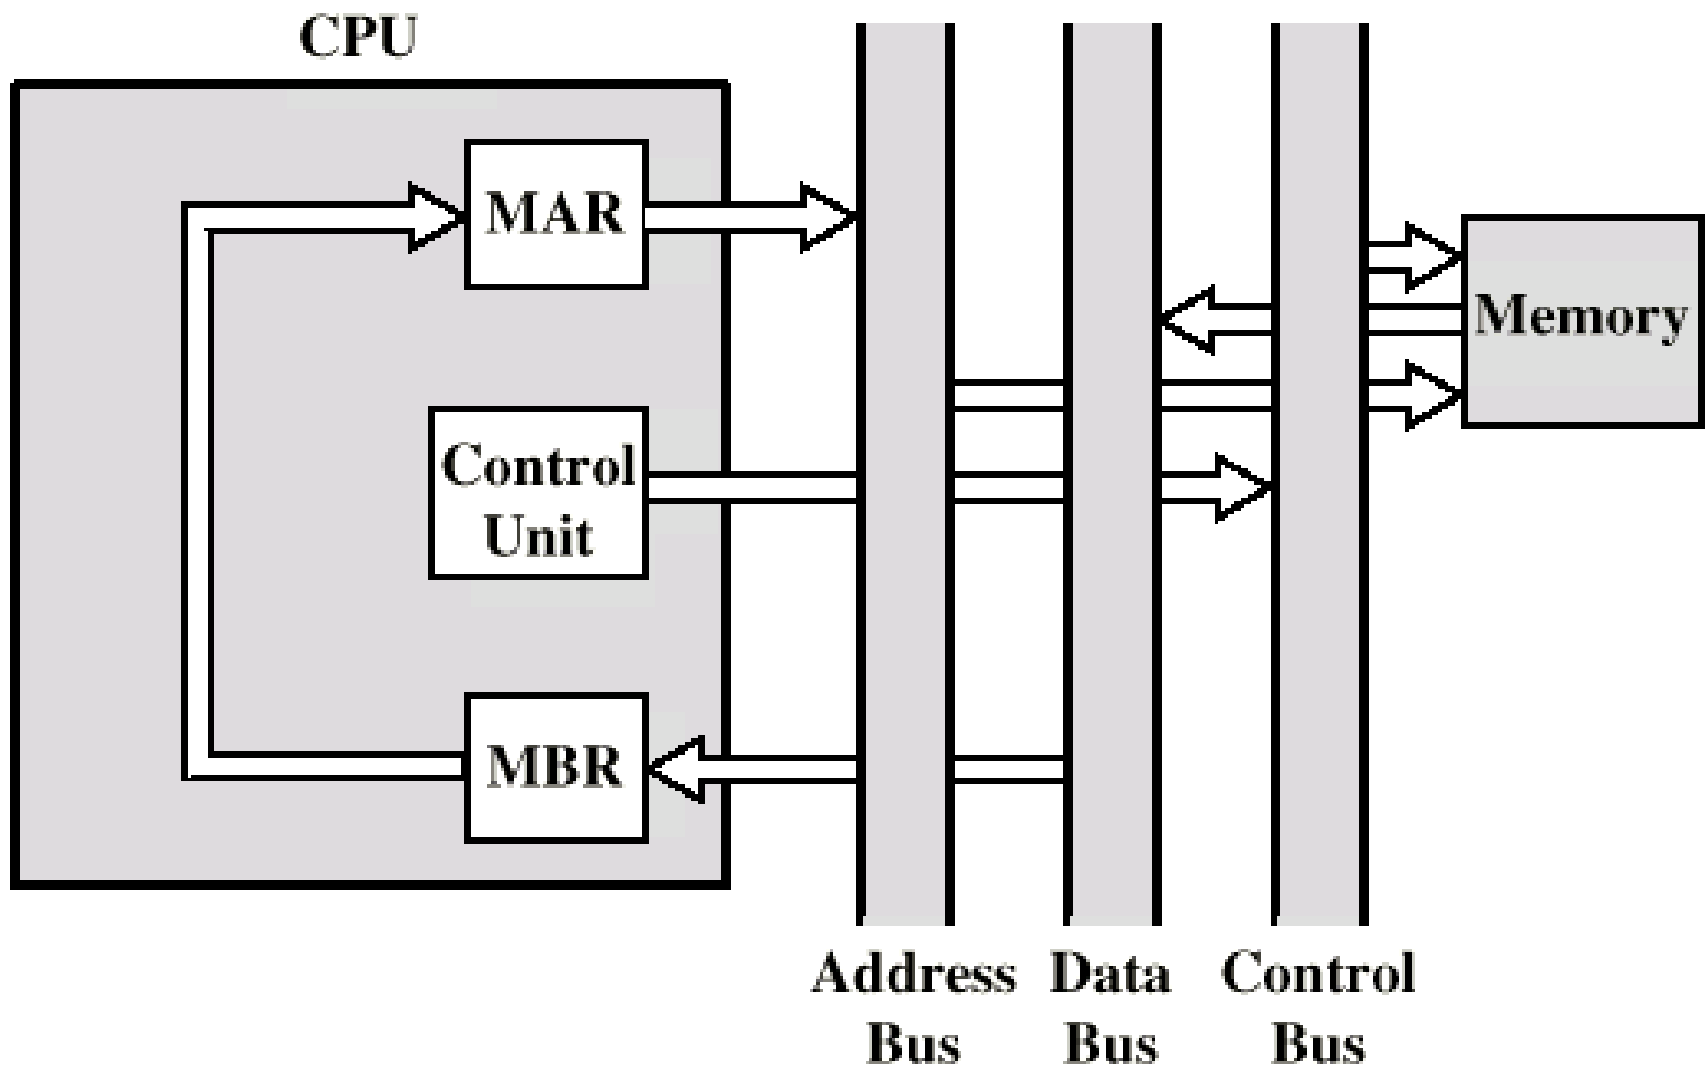 CPU
MAR
Memory
Control
Unit
MBR
Address
Bus
Data
Bus
Control
Bus